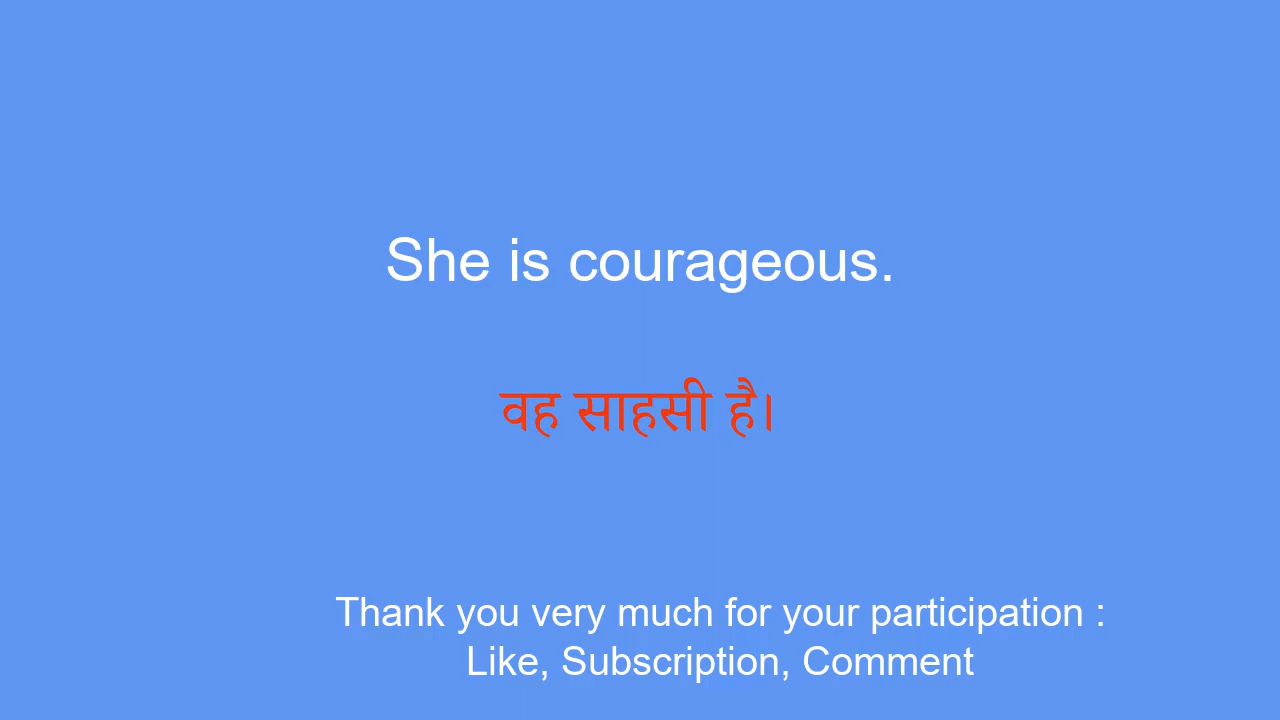 She is courageous.
वह साहसी है।
Thank you very much for your participation :
Like, Subscription, Comment